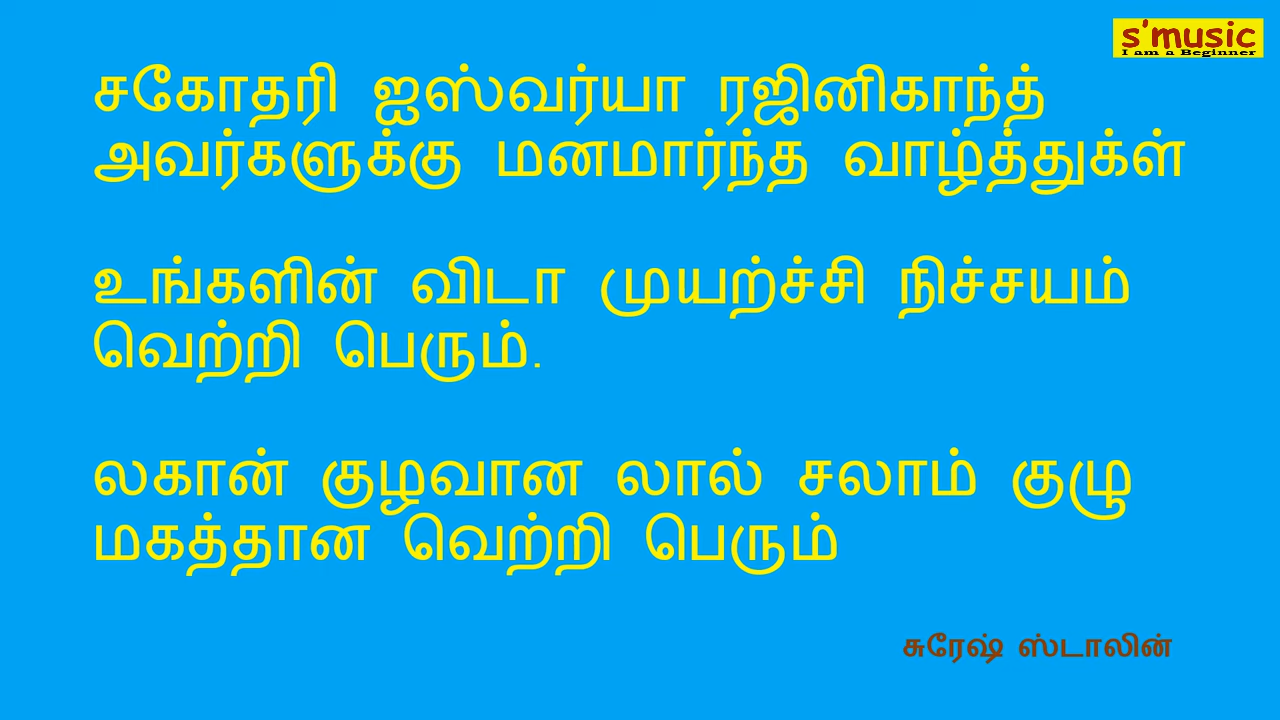 s'music
I am a Beginner
சகோதரி ஐஸ்வர்யா ரஜினிகாந்த்
அவர்களுக்கு மனமார்ந்த வாழ்த்துக்ள்
உங்களின் விடா முயற்ச்சி நிச்சயம்
வெற்றி பெரும்.
லகான் குழவான லால் சலாம் குழு
மகத்தான வெற்றி பெரும்
சுரேஷ் ஸ்டாலின்